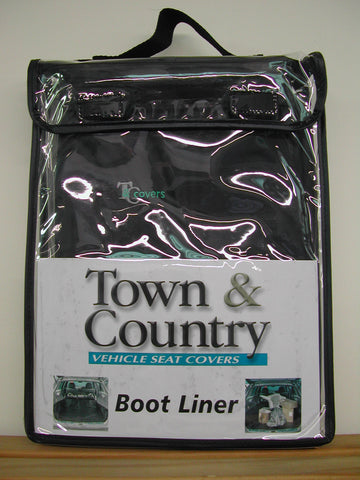 TC covers
Town &
Country
VEHICLE SEAT COVERS
Boot Liner